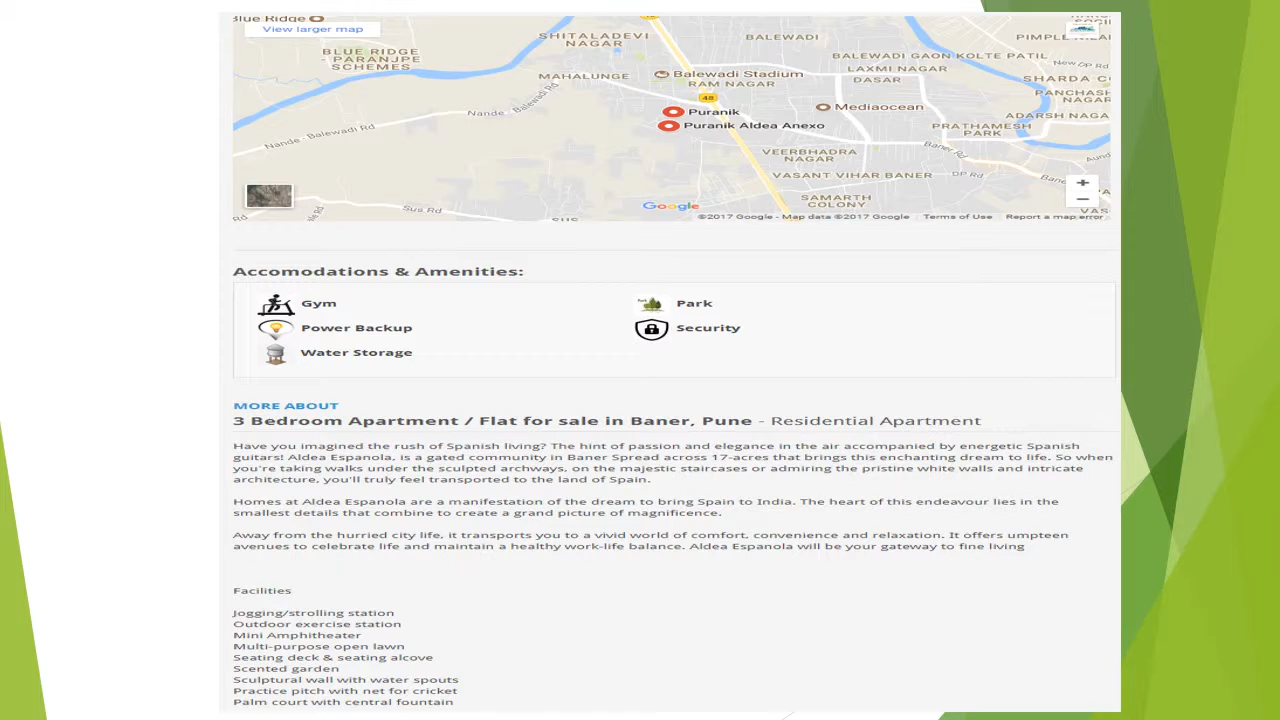 Blue Ridge
View larger map
BLUE RIDGE
- PARANJPE
SCHEMES
SHITALADEVI
NAGAR
BALEWADI
PIMPLE
BALEWADI GAON KOLTE PATIL
MAHALUNGE
Balewadi Stadium
RAM NAGAR
LAXMI NAGAR
DASAR
New DP Rd
SHARDA
48
PANCHASH
NAGAR
Nande - Balewadi Rd
Puranik
Mediaocean
ADARSH NAGA
Puranik Aldea Anexo
PRATHAMESH
PARK
Nande - Balewadi Rd
VEERBHADRA
NAGAR
Baner Rd
VASANT VIHAR BANER
DP Rd
+
SAMARTH
COLONY
−
Sus Rd
Google
©2017 Google - Map data ©2017 Google
Terms of Use
Report a map error
Accomodations & Amenities:
Gym
Park
Power Backup
Security
Water Storage
MORE ABOUT
3 Bedroom Apartment / Flat for sale in Baner, Pune - Residential Apartment
Have you imagined the rush of Spanish living? The hint of passion and elegance in the air accompanied by energetic Spanish
guitars! Aldea Espanola, is a gated community in Baner Spread across 17-acres that brings this enchanting dream to life. So when
you're taking walks under the sculpted archways, on the majestic staircases or admiring the pristine white walls and intricate
architecture, you'll truly feel transported to the land of Spain.
Homes at Aldea Espanola are a manifestation of the dream to bring Spain to India. The heart of this endeavour lies in the
smallest details that combine to create a grand picture of magnificence.
Away from the hurried city life, it transports you to a vivid world of comfort, convenience and relaxation. It offers umpteen
avenues to celebrate life and maintain a healthy work-life balance. Aldea Espanola will be your gateway to fine living
Facilities
Jogging/strolling station
Outdoor exercise station
Mini Amphitheater
Multi-purpose open lawn
Seating deck & seating alcove
Scented garden
Sculptural wall with water spouts
Practice pitch with net for cricket
Palm court with central fountain